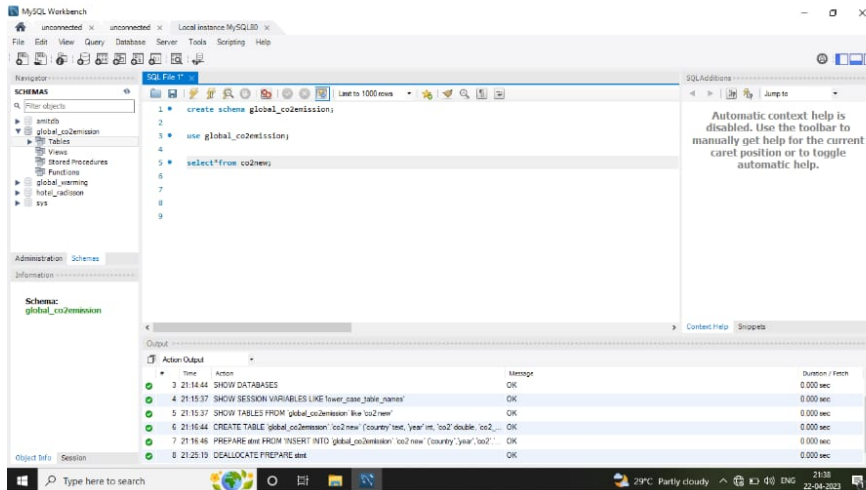 MySQL Workbench
unconnected × unconnected × Local instance MySQL80 ×
File Edit View Query Database Server Tools Scripting Help
Navigator
SCHEMAS
Filter objects
amitdb
global_co2emission
Tables
Views
Stored Procedures
Functions
global_warming
hotel_radisson
sys
Administration Schemas
Information
Schema:
global_co2emission
Object Info Session
SQL File 1* ×
Limit to 1000 rows
1 create schema global_co2emission;
2
3 use global_co2emission;
4
5 select*from co2new;
6
7
8
9
SQLAdditions
Jump to
Automatic context help is
disabled. Use the toolbar to
manually get help for the current
caret position or to toggle
automatic help.
Context Help Snippets
Output
Action Output
# Time Action Message Duration / Fetch
3 21:14:44 SHOW DATABASES OK 0.000 sec
4 21:15:37 SHOW SESSION VARIABLES LIKE 'lower_case_table_names' OK 0.000 sec
5 21:15:37 SHOW TABLES FROM `global_co2emission` like 'co2 new' OK 0.000 sec
6 21:16:44 CREATE TABLE `global_co2emission`.`co2 new` (`country` text, `year` int, `co2` double, `co2_... OK 0.000 sec
7 21:16:46 PREPARE stmt FROM 'INSERT INTO `global_co2emission`.`co2 new` (`country`,`year`,`co2`,`... OK 0.000 sec
8 21:25:19 DEALLOCATE PREPARE stmt OK 0.000 sec
Type here to search
29°C Partly cloudy
ENG
21:38
22-04-2023